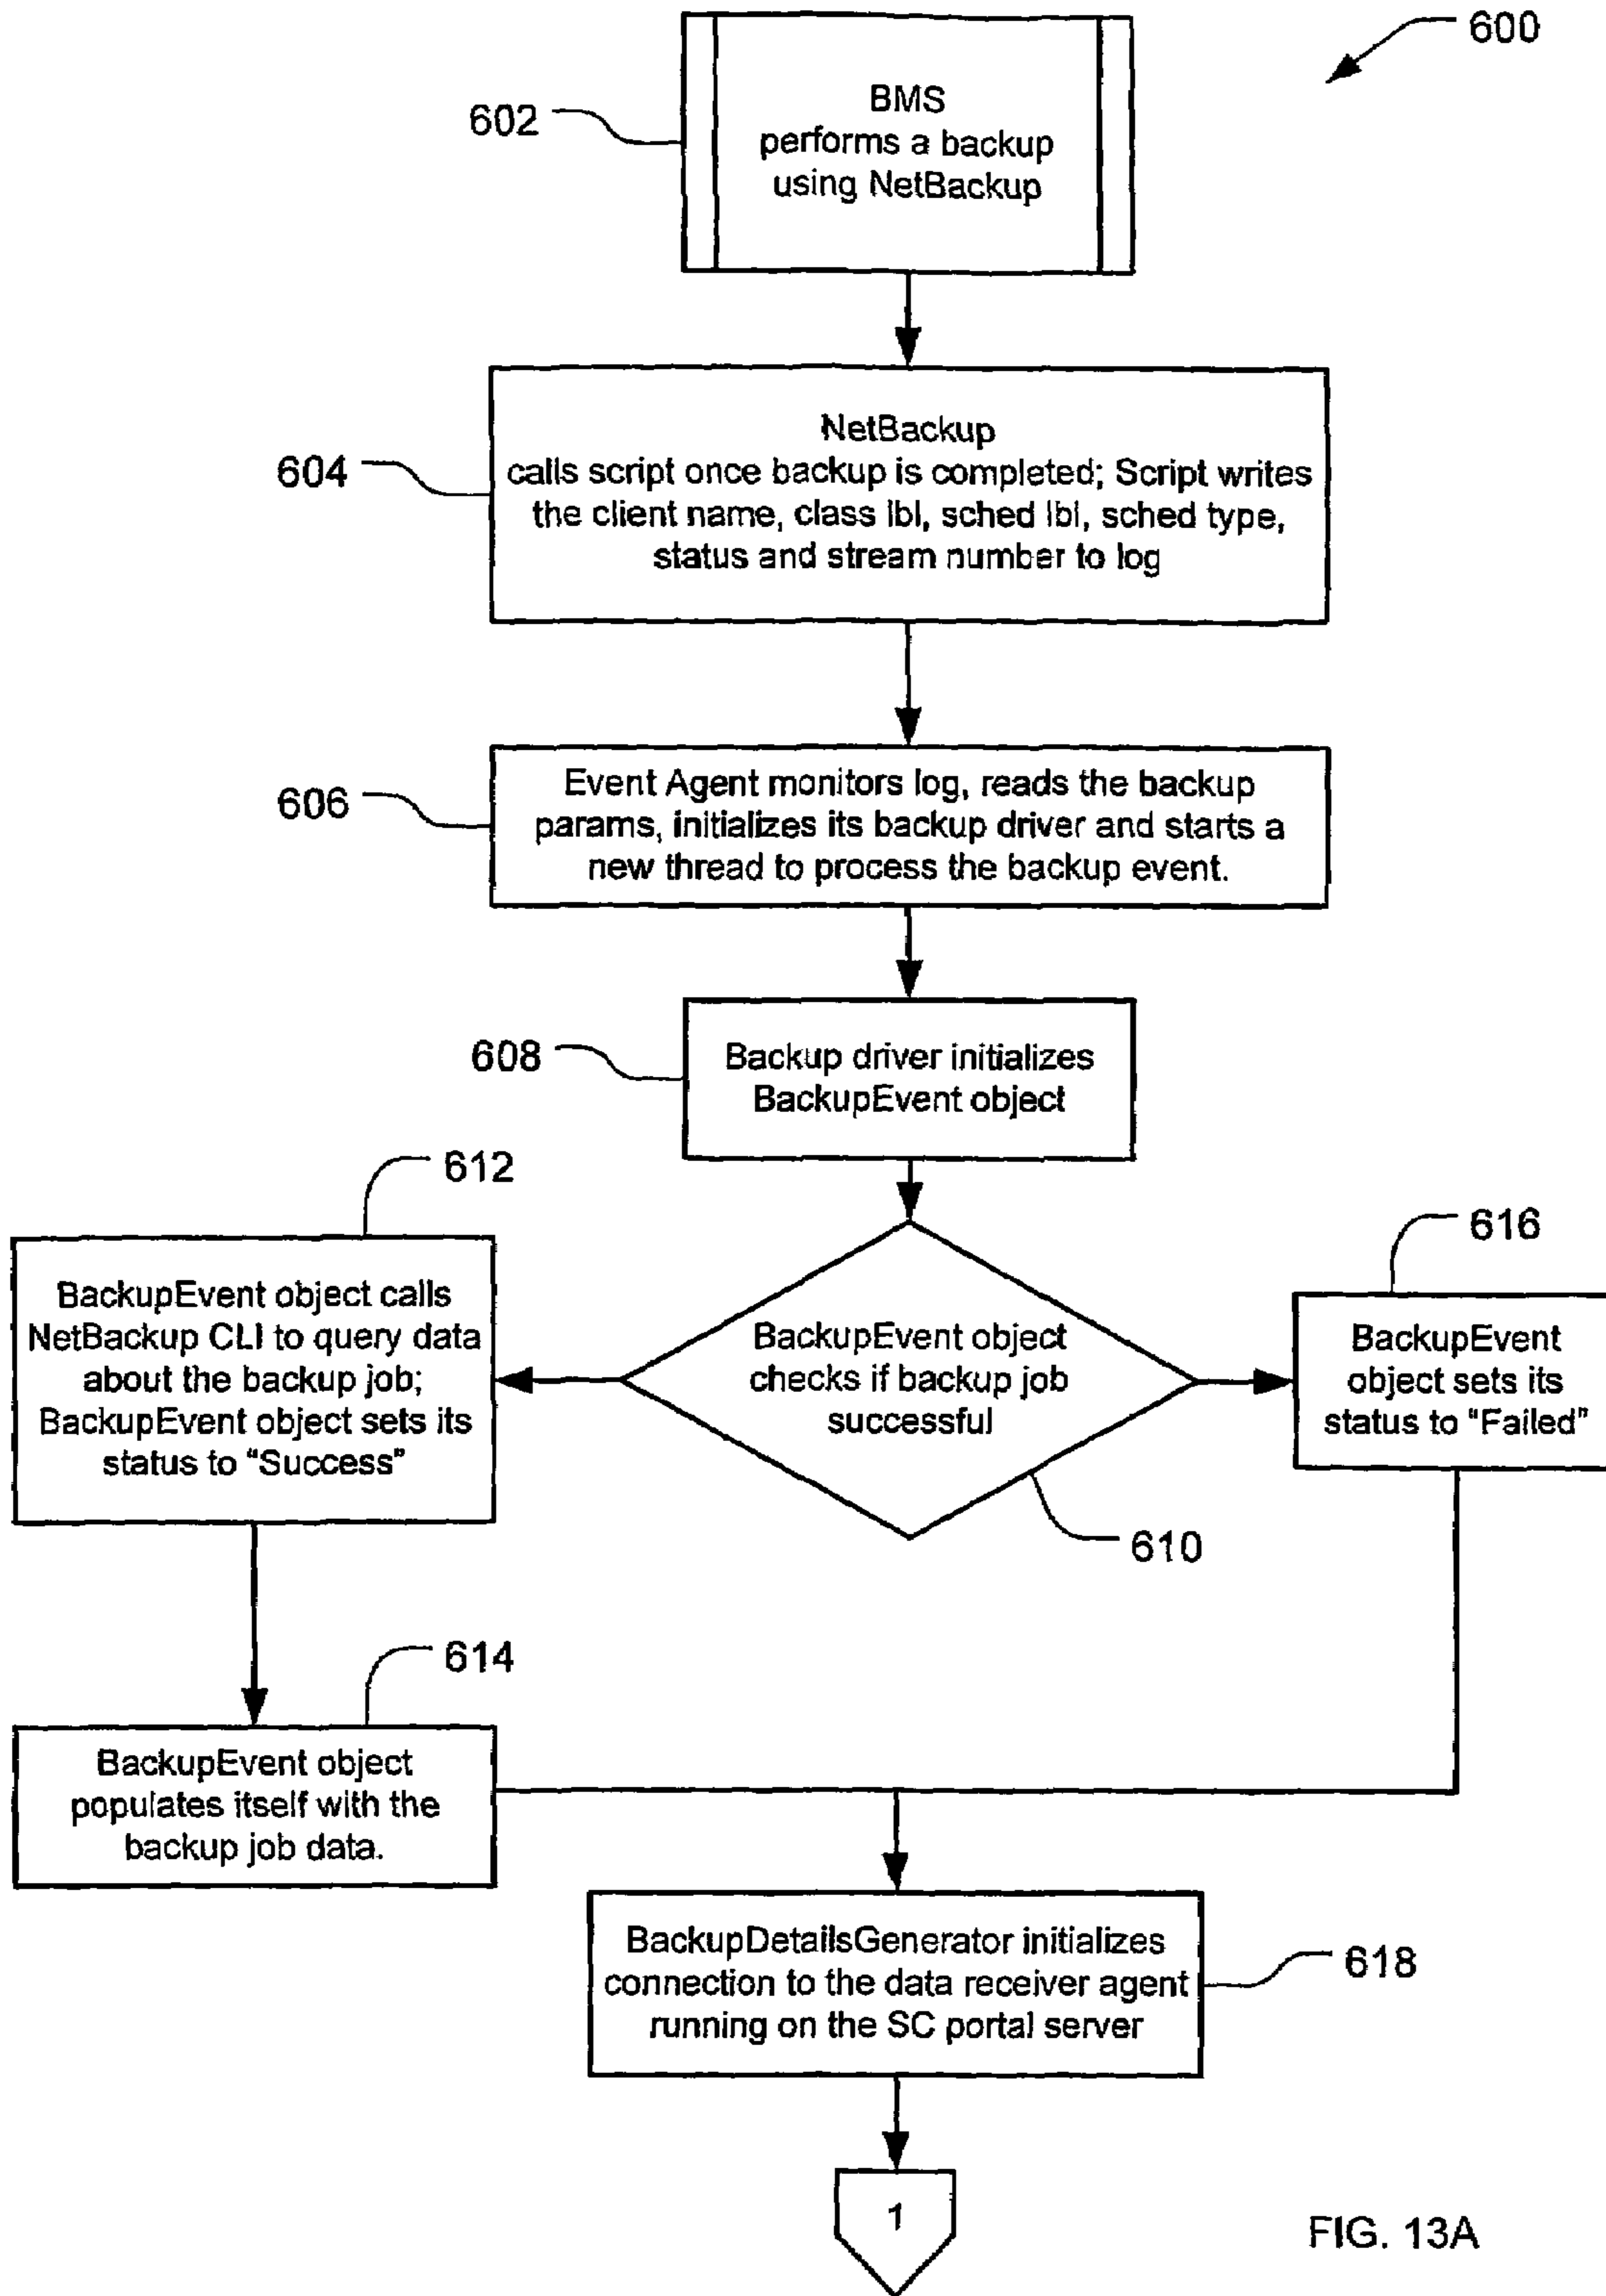 600
602
BMS
performs a backup
using NetBackup
604
NetBackup
calls script once backup is completed; Script writes
the client name, class lbl, sched lbl, sched type,
status and stream number to log
606
Event Agent monitors log, reads the backup
params, initializes its backup driver and starts a
new thread to process the backup event.
608
Backup driver initializes
BackupEvent object
612
BackupEvent object calls
NetBackup CLI to query data
about the backup job;
BackupEvent object sets its
status to "Success"
BackupEvent object
checks if backup job
successful
610
616
BackupEvent
object sets its
status to "Failed"
614
BackupEvent object
populates itself with the
backup job data.
BackupDetailsGenerator initializes
connection to the data receiver agent
running on the SC portal server
618
1
FIG. 13A